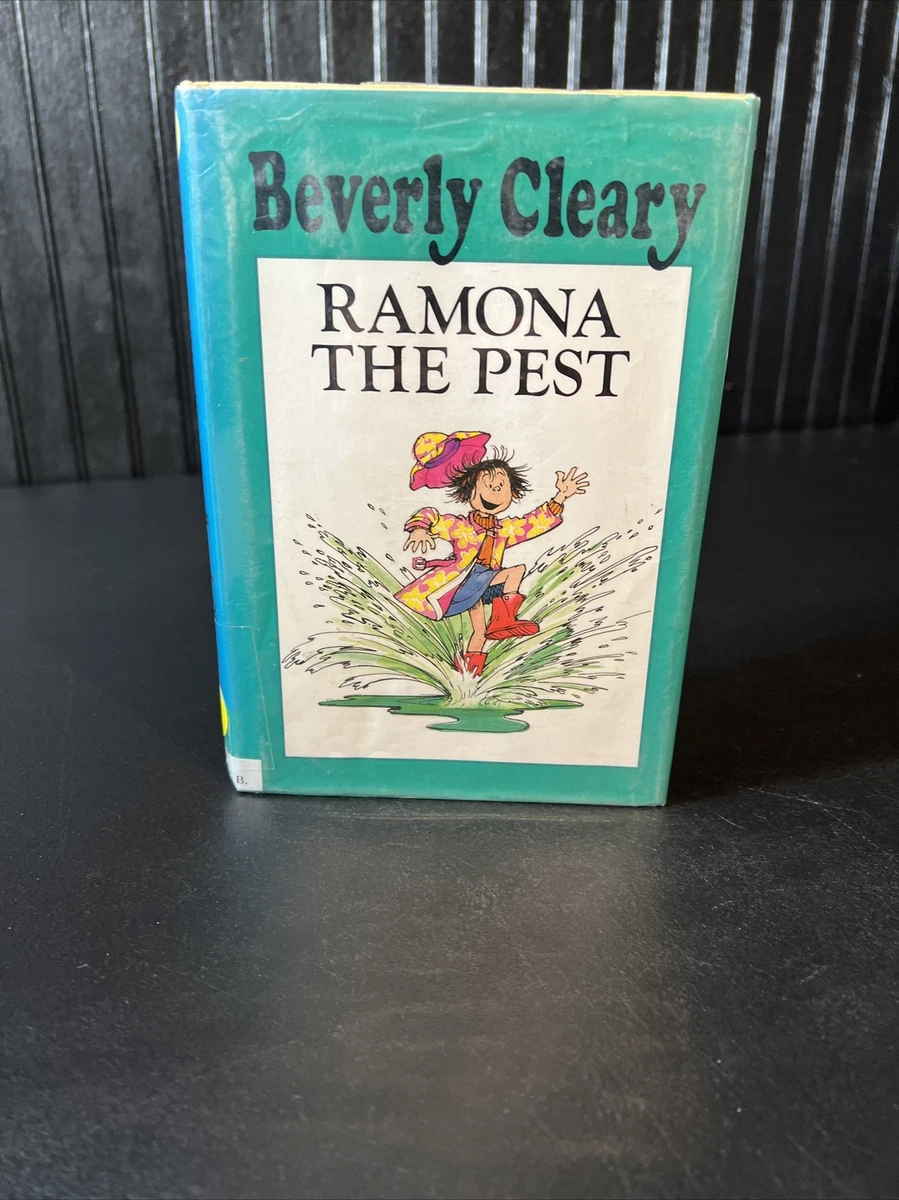 Beverly Cleary
RAMONA
THE PEST
B.